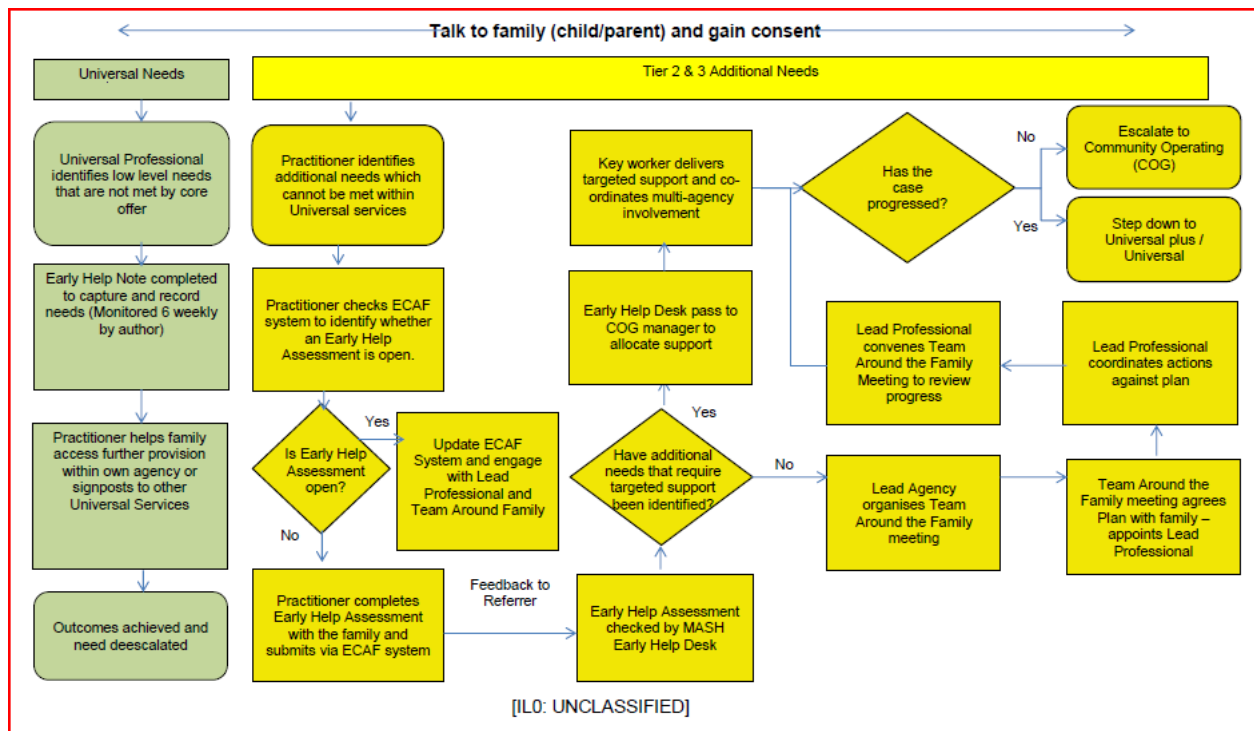 Talk to family (child/parent) and gain consent
Universal Needs
Tier 2 & 3 Additional Needs
Universal Professional
identifies low level needs
that are not met by core
offer
Early Help Note completed
to capture and record
needs (Monitored 6 weekly
by author)
Practitioner helps family
access further provision
within own agency or
signposts to other
Universal Services
Outcomes achieved and
need deescalated
Practitioner identifies
additional needs which
cannot be met within
Universal services
Practitioner checks ECAF
system to identify whether
an Early Help
Assessment is open.
Is Early Help
Assessment
open?
Yes
Update ECAF
System and engage
with Lead
Professional and
Team Around Family
No
Practitioner completes
Early Help Assessment
with the family and
submits via ECAF system
Feedback to
Referrer
Early Help Assessment
checked by MASH
Early Help Desk
Have additional
needs that require
targeted support
been identified?
Yes
Early Help Desk pass to
COG manager to
allocate support
Key worker delivers
targeted support and co-
ordinates multi-agency
involvement
No
Lead Agency
organises Team
Around the Family
meeting
Team Around the
Family meeting agrees
Plan with family –
appoints Lead
Professional
Lead Professional
coordinates actions
against plan
Lead Professional
convenes Team
Around the Family
Meeting to review
progress
Has the
case
progressed?
No
Escalate to
Community Operating
(COG)
Yes
Step down to
Universal plus /
Universal
[IL0: UNCLASSIFIED]